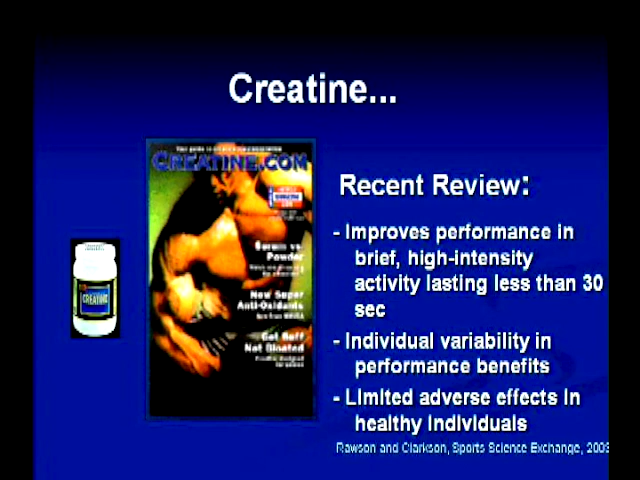 Creatine...
CREATINE.COM
Serum vs.
Powder
New Super
Anti-Oxidants
Get Buff
Not Bloated
CREATINE
Recent Review:
- Improves performance in
brief, high-intensity
activity lasting less than 30
sec
- Individual variability in
performance benefits
- Limited adverse effects in
healthy individuals
Rawson and Clarkson, Sports Science Exchange, 2003